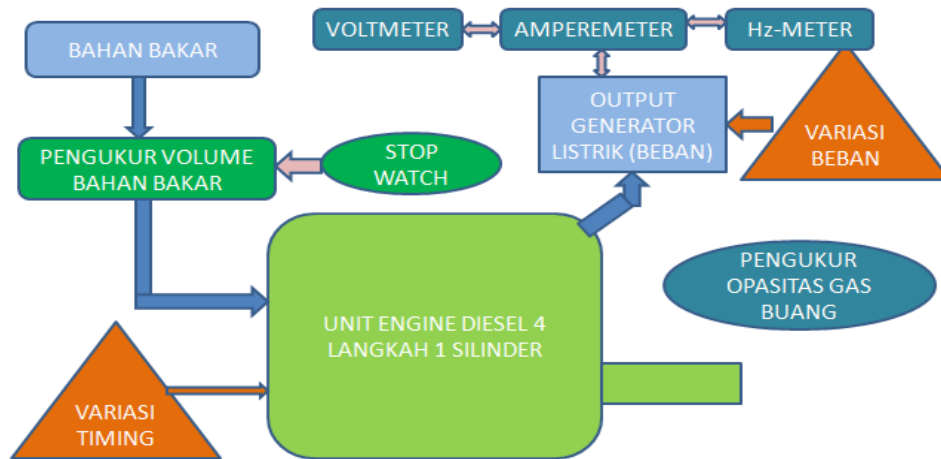 BAHAN BAKAR
VOLTMETER
AMPEREMETER
Hz-METER
PENGUKUR VOLUME
BAHAN BAKAR
STOP
WATCH
OUTPUT
GENERATOR
LISTRIK (BEBAN)
VARIASI
BEBAN
PENGUKUR
OPASITAS GAS
BUANG
UNIT ENGINE DIESEL 4
LANGKAH 1 SILINDER
VARIASI
TIMING